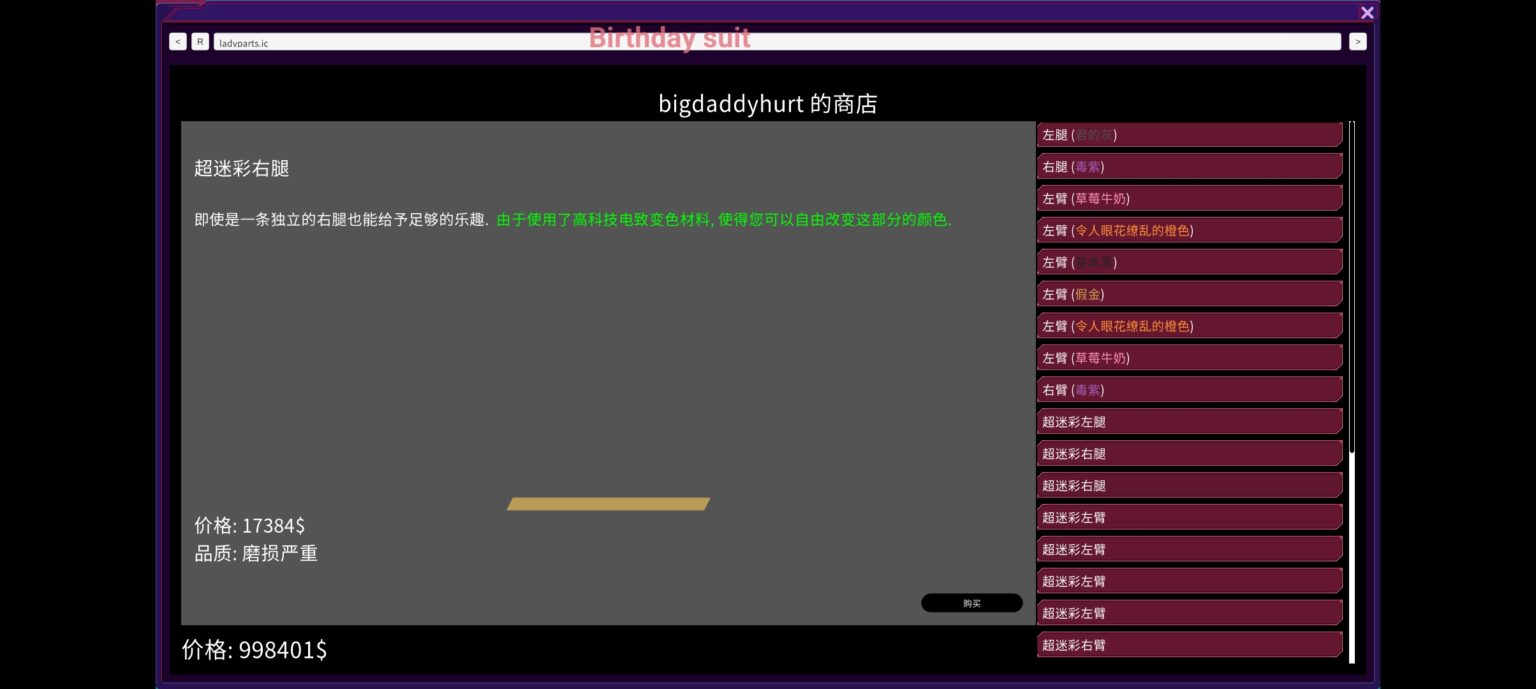 Birthday suit
< R ladyparts.ic >
bigdaddyhurt 的商店
超迷彩右腿
即使是一条独立的右腿也能给予足够的乐趣. 由于使用了高科技电致变色材料, 使得您可以自由改变这部分的颜色.
价格: 17384$
品质: 磨损严重
购买
价格: 998401$
左腿 (君的灰)
右腿 (毒紫)
左臂 (草莓牛奶)
左臂 (令人眼花缭乱的橙色)
左臂 (基本黑)
左臂 (假金)
左臂 (令人眼花缭乱的橙色)
左臂 (草莓牛奶)
右臂 (毒紫)
超迷彩左腿
超迷彩右腿
超迷彩右腿
超迷彩左臂
超迷彩左臂
超迷彩左臂
超迷彩左臂
超迷彩右臂